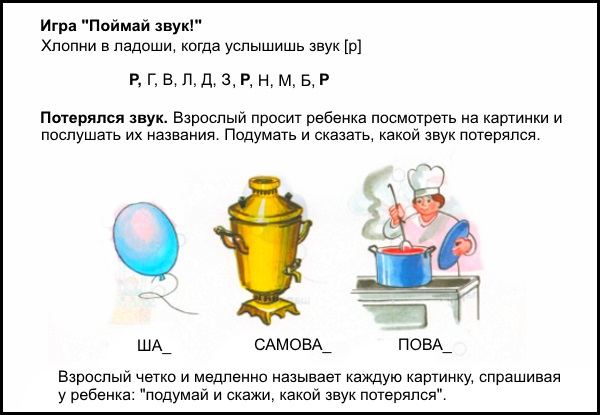 Игра "Поймай звук!"
Хлопни в ладоши, когда услышишь звук [р]
Р, Г, В, Л, Д, З, Р, Н, М, Б, Р
Потерялся звук. Взрослый просит ребенка посмотреть на картинки и
послушать их названия. Подумать и сказать, какой звук потерялся.
ША_ САМОВА_ ПОВА_
Взрослый четко и медленно называет каждую картинку, спрашивая
у ребенка: "подумай и скажи, какой звук потерялся".